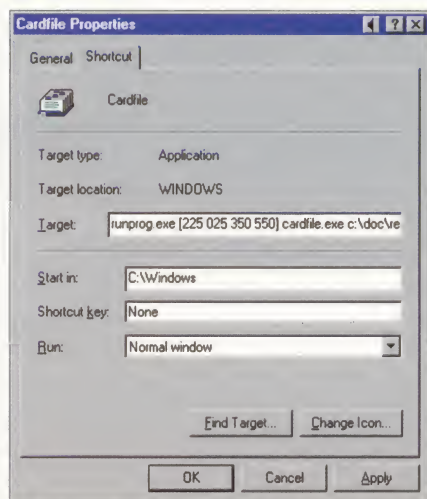 Cardfile Properties
General Shortcut
Cardfile
Target type: Application
Target location: WINDOWS
Target: runprog.exe [225 025 350 550] cardfile.exe c:\doc\re
Start in: C:\Windows
Shortcut key: None
Run: Normal window
Find Target... Change Icon...
OK Cancel Apply